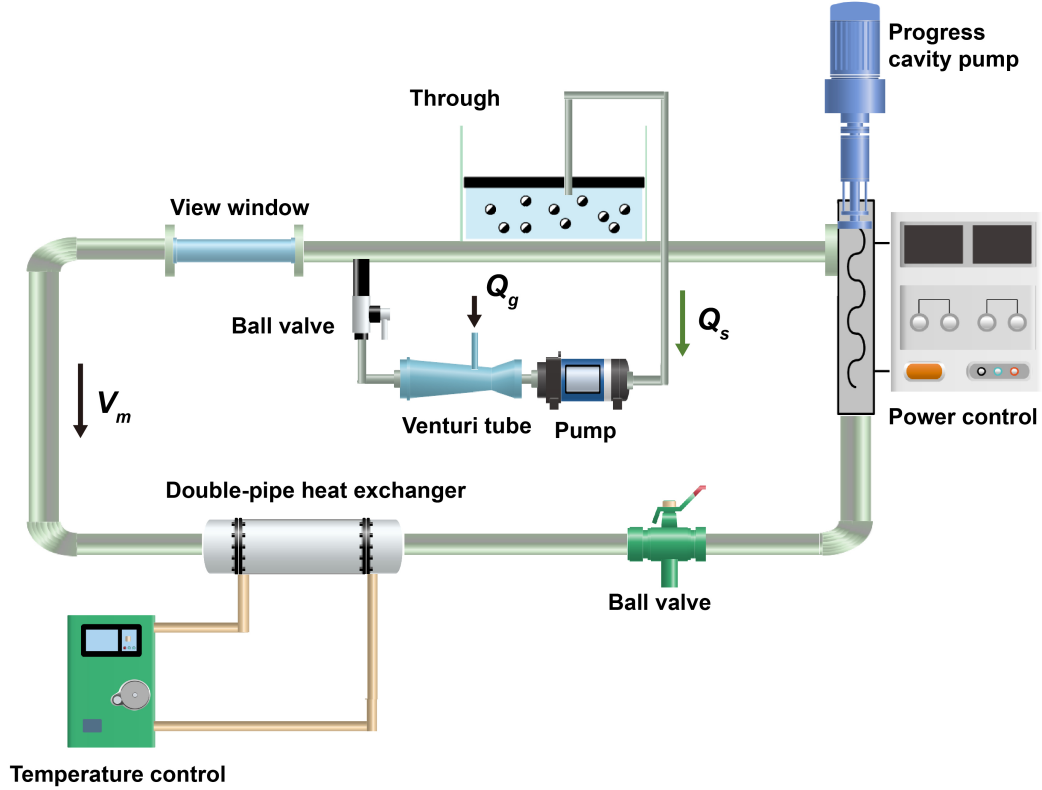 Progress
cavity pump
Through
View window
Q_g
Ball valve
Q_s
V_m
Venturi tube
Pump
Power control
Double-pipe heat exchanger
Ball valve
Temperature control